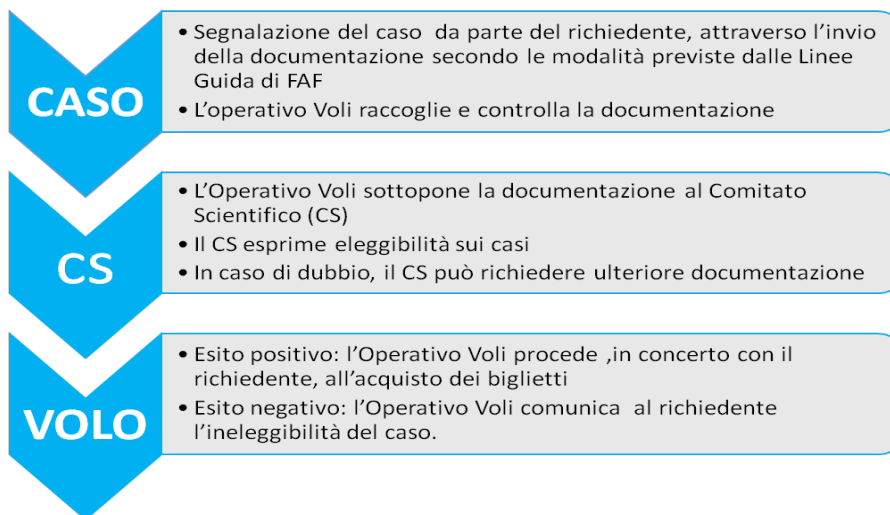 CASO
• Segnalazione del caso da parte del richiedente, attraverso l’invio
della documentazione secondo le modalità previste dalle Linee
Guida di FAF
• L’operativo Voli raccoglie e controlla la documentazione
CS
• L’Operativo Voli sottopone la documentazione al Comitato
Scientifico (CS)
• Il CS esprime eleggibilità sui casi
• In caso di dubbio, il CS può richiedere ulteriore documentazione
VOLO
• Esito positivo: l’Operativo Voli procede ,in concerto con il
richiedente, all’acquisto dei biglietti
• Esito negativo: l’Operativo Voli comunica al richiedente
l’ineleggibilità del caso.